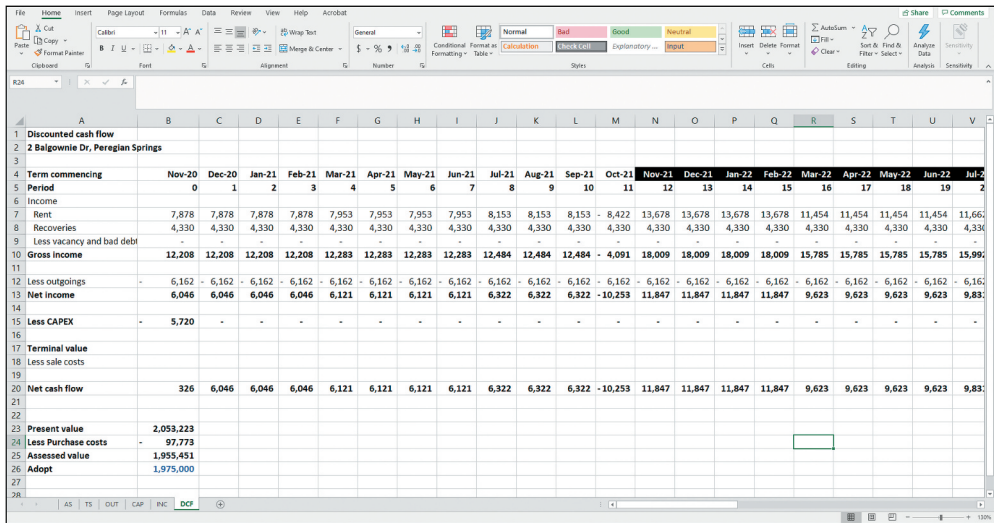 File Home Insert Page Layout Formulas Data Review View Help Acrobat Share Comments
Cut Calibri 11 A A Wrap Text General Normal Bad Good Neutral AutoSum
Copy Fill
Paste Format Painter B I U A Merge & Center $ % 9 Conditional Formatting Format as Table Calculation Check Cell Explanatory ... Input Insert Delete Format Clear Sort & Filter Find & Select Analyze Data Sensitivity
Clipboard Font Alignment Number Styles Cells Editing Analysis Sensitivity
R24 fx
A B C D E F G H I J K L M N O P Q R S T U V
1 Discounted cash flow
2 2 Balgownie Dr, Peregian Springs
3
4 Term commencing Nov-20 Dec-20 Jan-21 Feb-21 Mar-21 Apr-21 May-21 Jun-21 Jul-21 Aug-21 Sep-21 Oct-21 Nov-21 Dec-21 Jan-22 Feb-22 Mar-22 Apr-22 May-22 Jun-22 Jul-2
5 Period 0 1 2 3 4 5 6 7 8 9 10 11 12 13 14 15 16 17 18 19 2
6 Income
7 Rent 7,878 7,878 7,878 7,878 7,953 7,953 7,953 7,953 8,153 8,153 8,153 - 8,422 13,678 13,678 13,678 13,678 11,454 11,454 11,454 11,454 11,662
8 Recoveries 4,330 4,330 4,330 4,330 4,330 4,330 4,330 4,330 4,330 4,330 4,330 4,330 4,330 4,330 4,330 4,330 4,330 4,330 4,330 4,330 4,330
9 Less vacancy and bad debt - - - - - - - - - - - - - - - - - - - - -
10 Gross income 12,208 12,208 12,208 12,208 12,283 12,283 12,283 12,283 12,484 12,484 12,484 - 4,091 18,009 18,009 18,009 18,009 15,785 15,785 15,785 15,785 15,992
11
12 Less outgoings - 6,162 - 6,162 - 6,162 - 6,162 - 6,162 - 6,162 - 6,162 - 6,162 - 6,162 - 6,162 - 6,162 - 6,162 - 6,162 - 6,162 - 6,162 - 6,162 - 6,162 - 6,162 - 6,162 - 6,162 - 6,162
13 Net income 6,046 6,046 6,046 6,046 6,121 6,121 6,121 6,121 6,322 6,322 6,322 -10,253 11,847 11,847 11,847 11,847 9,623 9,623 9,623 9,623 9,83
14
15 Less CAPEX - 5,720 - - - - - - - - - - - - - - - - - - - -
16
17 Terminal value
18 Less sale costs
19
20 Net cash flow 326 6,046 6,046 6,046 6,121 6,121 6,121 6,121 6,322 6,322 6,322 -10,253 11,847 11,847 11,847 11,847 9,623 9,623 9,623 9,623 9,83
21
22
23 Present value 2,053,223
24 Less Purchase costs - 97,773
25 Assessed value 1,955,451
26 Adopt 1,975,000
27
28
AS TS OUT CAP INC DCF
130%